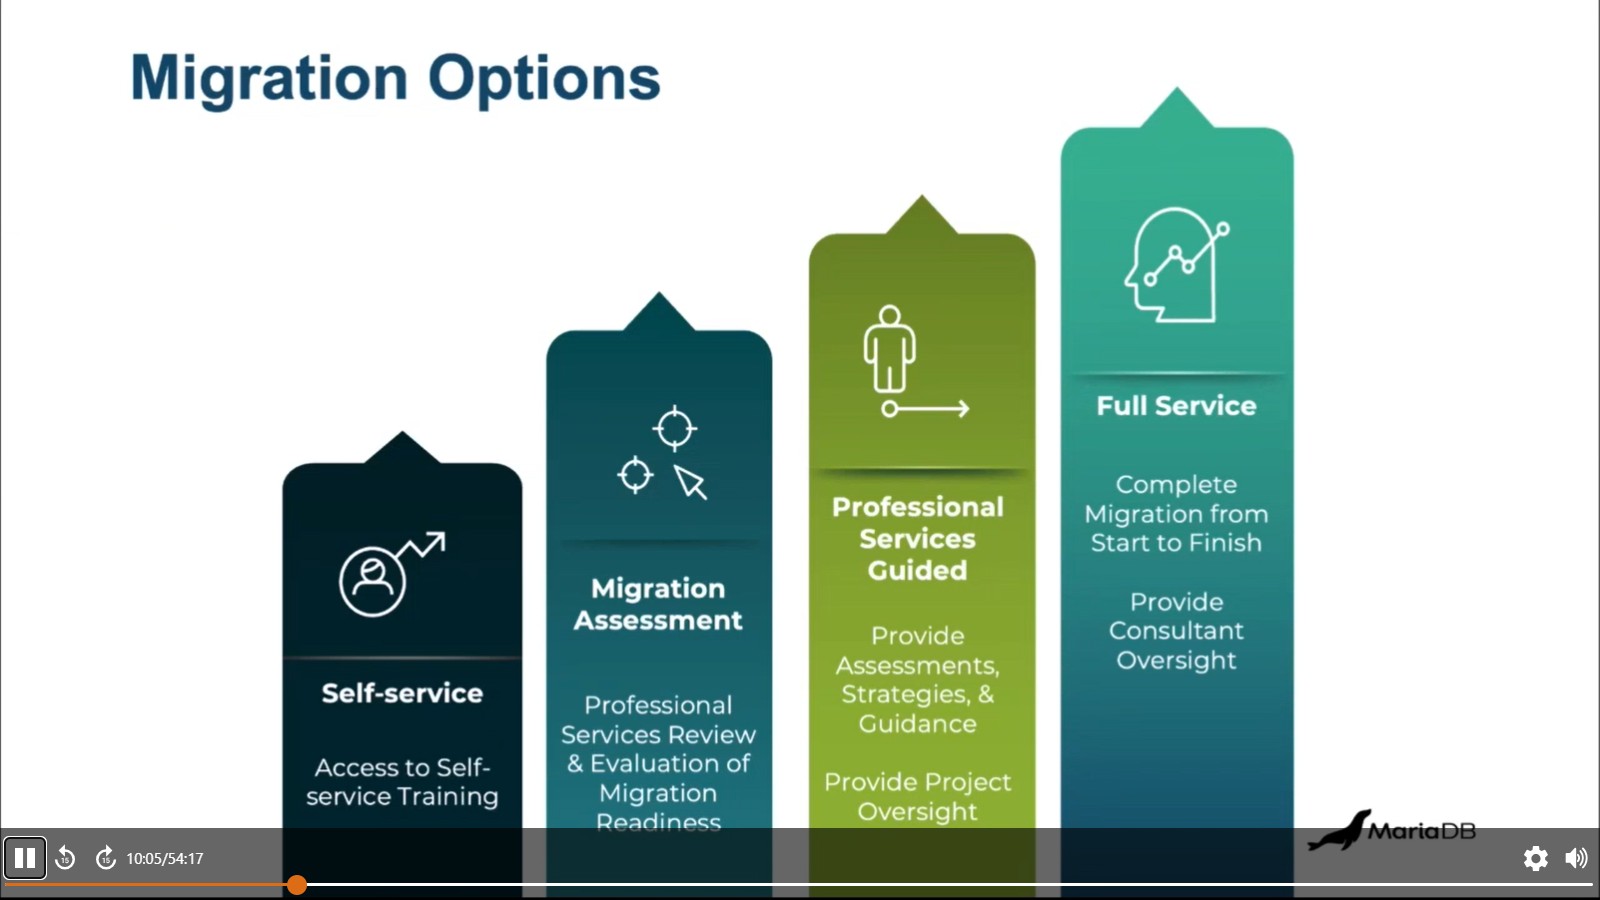 Migration Options
Self-service
Access to Self-
service Training
Migration
Assessment
Professional
Services Review
& Evaluation of
Migration
Readiness
Professional
Services
Guided
Provide
Assessments,
Strategies, &
Guidance
Provide Project
Oversight
Full Service
Complete
Migration from
Start to Finish
Provide
Consultant
Oversight
MariaDB
15
15
10:05/54:17